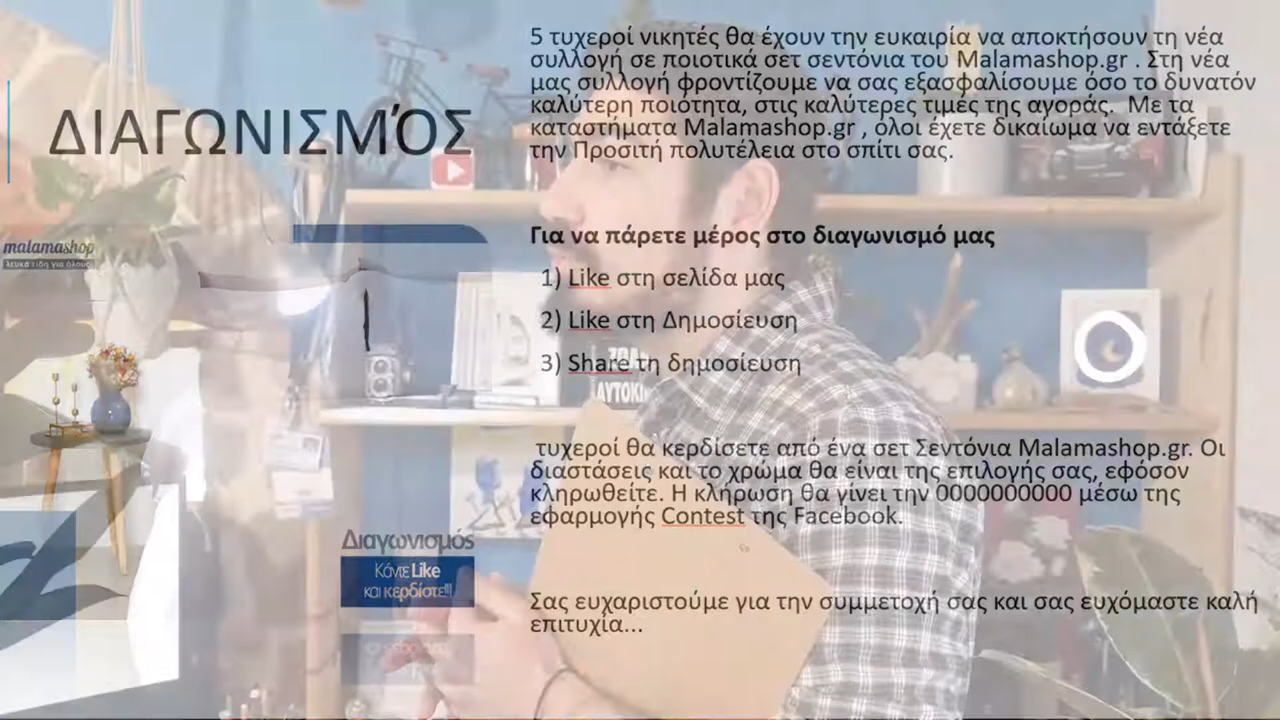 ΔΙΑΓΩΝΙΣΜΌΣ
malamashop
λευκά είδη για όλους
Διαγωνισμός
Κάντε Like
και κερδίστε!!
5 τυχεροί νικητές θα έχουν την ευκαιρία να αποκτήσουν τη νέα
συλλογή σε ποιοτικά σετ σεντόνια του Malamashop.gr . Στη νέα
μας συλλογή φροντίζουμε να σας εξασφαλίσουμε όσο το δυνατόν
καλύτερη ποιότητα, στις καλύτερες τιμές της αγοράς. Με τα
καταστήματα Malamashop.gr , όλοι έχετε δικαίωμα να εντάξετε
την Προσιτή πολυτέλεια στο σπίτι σας.
Για να πάρετε μέρος στο διαγωνισμό μας
1) Like στη σελίδα μας
2) Like στη Δημοσίευση
3) Share τη δημοσίευση
τυχεροί θα κερδίσετε από ένα σετ Σεντόνια Malamashop.gr. Οι
διαστάσεις και το χρώμα θα είναι της επιλογής σας, εφόσον
κληρωθείτε. Η κλήρωση θα γίνει την 0000000000 μέσω της
εφαρμογής Contest της Facebook.
Σας ευχαριστούμε για την συμμετοχή σας και σας ευχόμαστε καλή
επιτυχία...